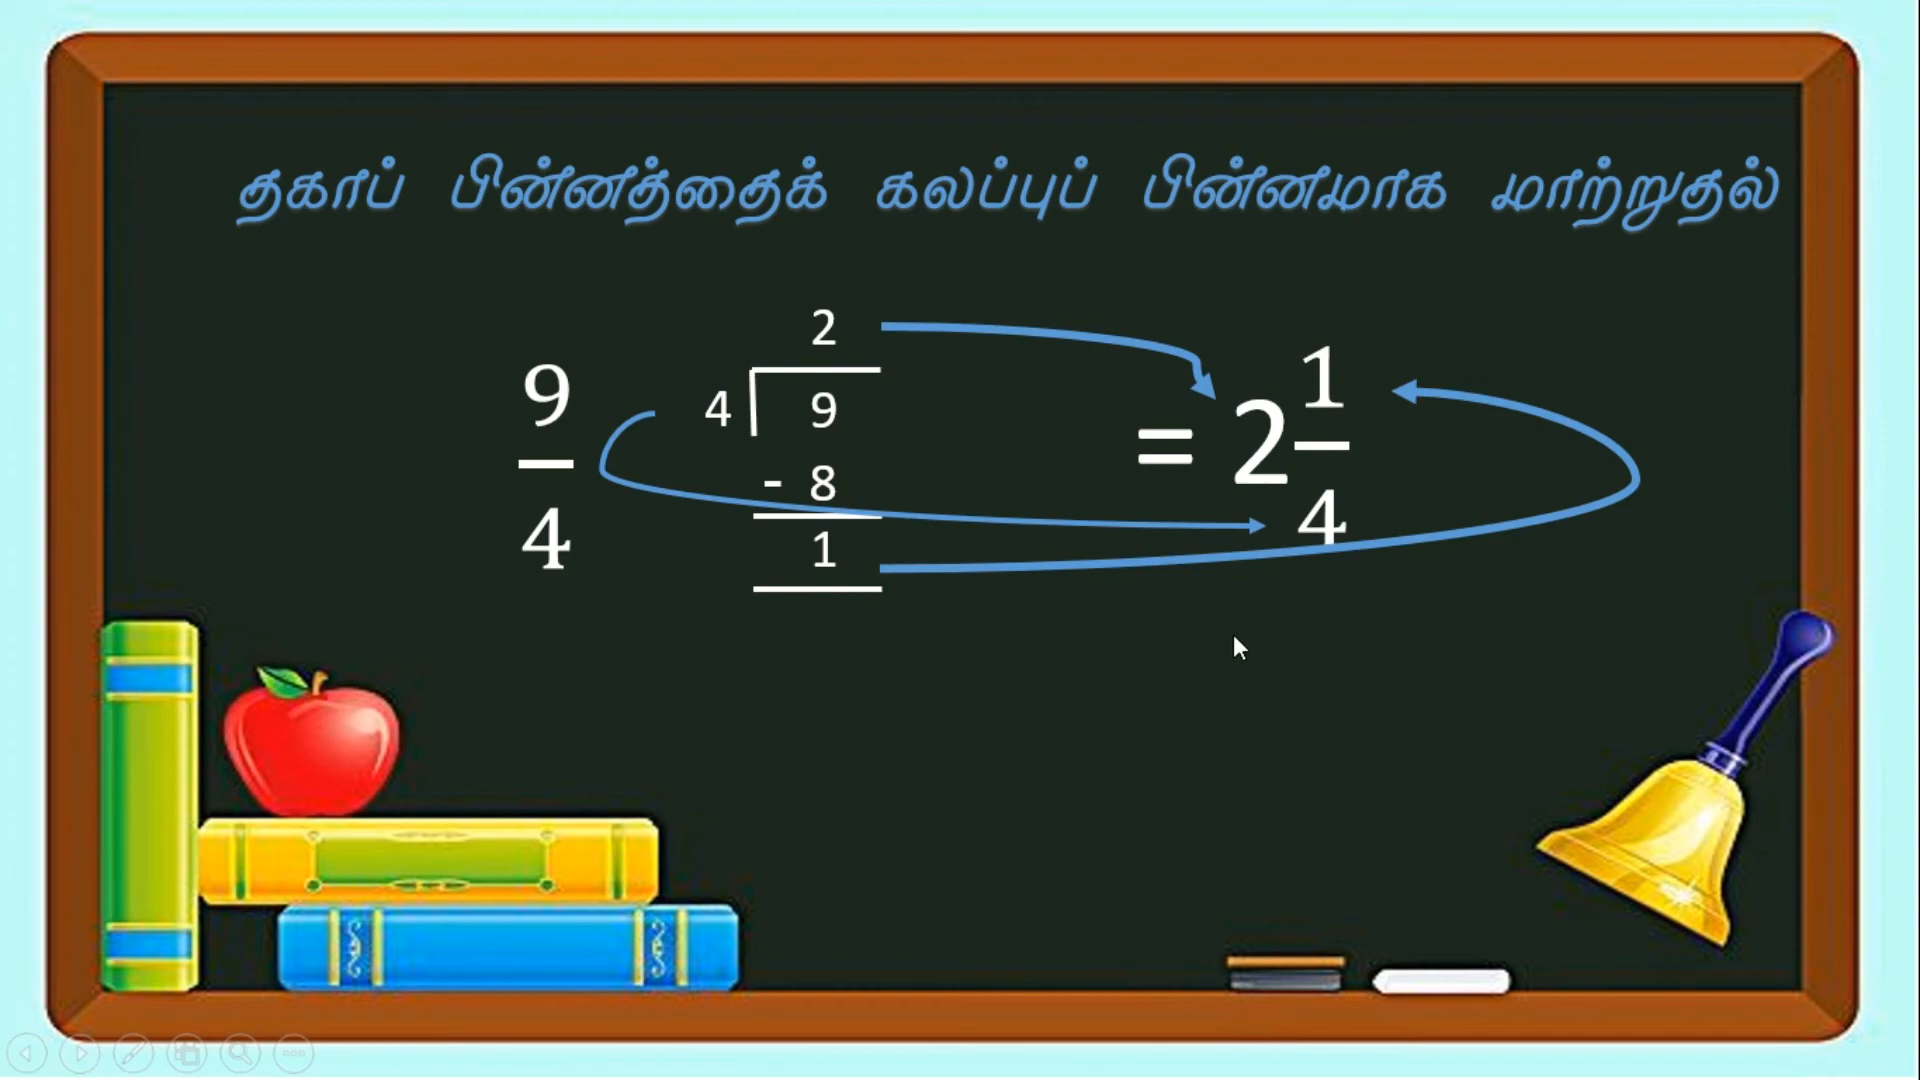 தகாப் பின்னத்தைக் கலப்புப் பின்னமாக மாற்றுதல்
9/4
2
4 9
- 8
1
= 2 1/4